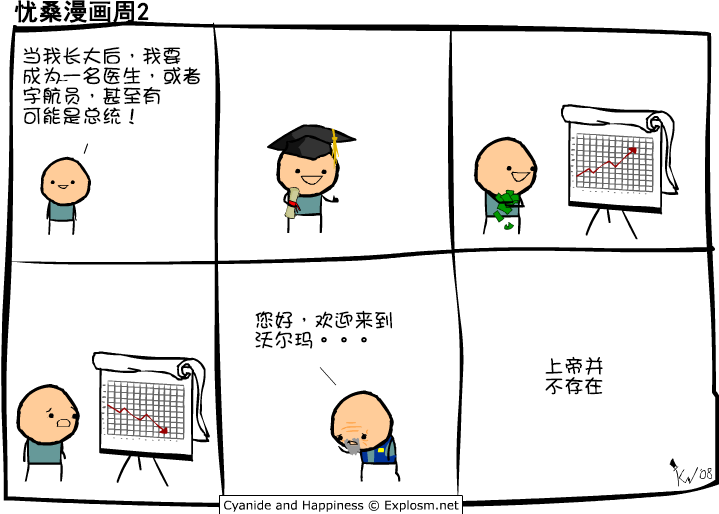 忧桑漫画周2
当我长大后，我要
成为一名医生，或者
宇航员，甚至有
可能是总统！
您好，欢迎来到
沃尔玛。。。
上帝并
不存在
KW '08
Cyanide and Happiness © Explosm.net